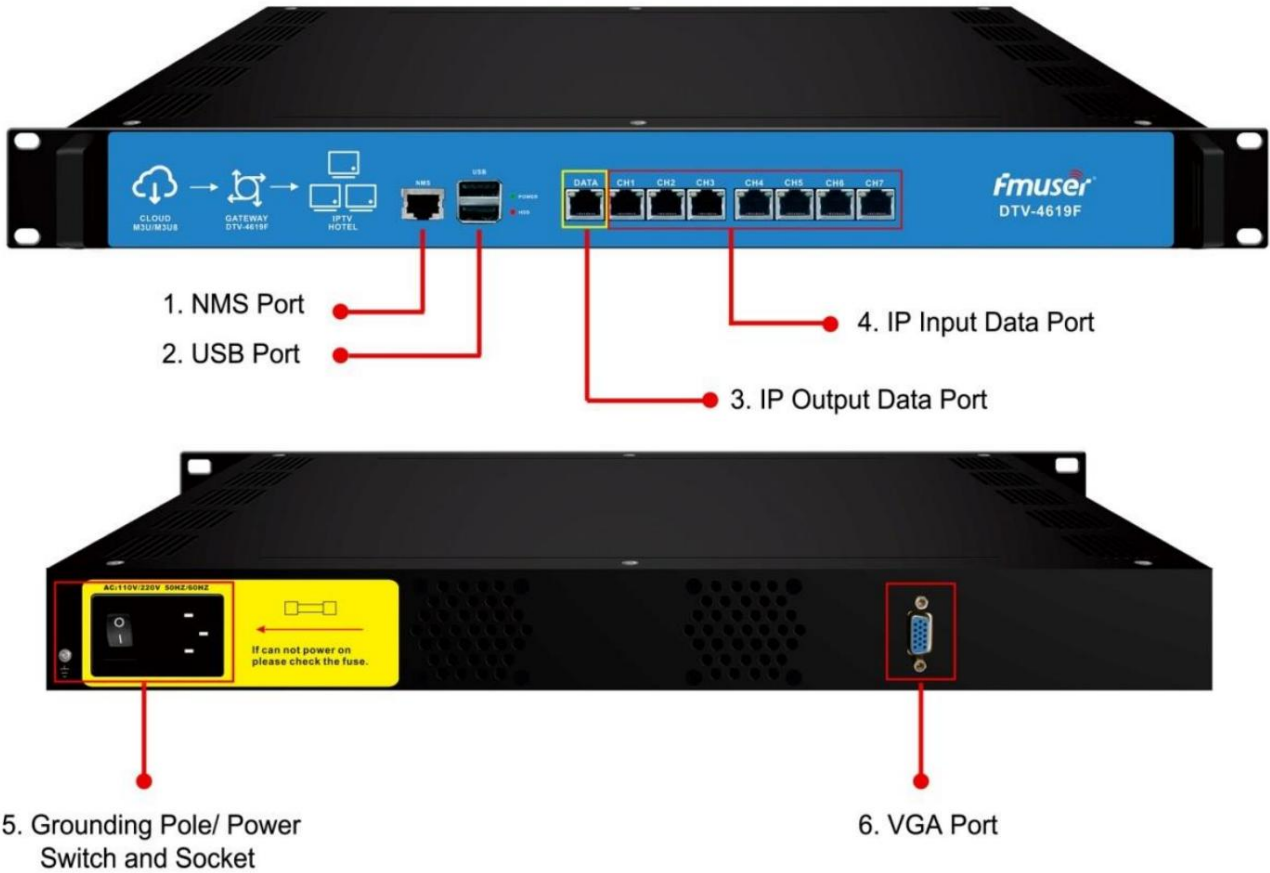 CLOUD
M3U/M3U8
GATEWAY
DTV-4619F
IPTV
HOTEL
NMS
USB
POWER
HDD
DATA CH1 CH2 CH3 CH4 CH5 CH6 CH7
Fmuser
DTV-4619F
1. NMS Port
2. USB Port
4. IP Input Data Port
3. IP Output Data Port
AC:110V/220V 50HZ/60HZ
If can not power on
please check the fuse.
5. Grounding Pole/ Power
Switch and Socket
6. VGA Port